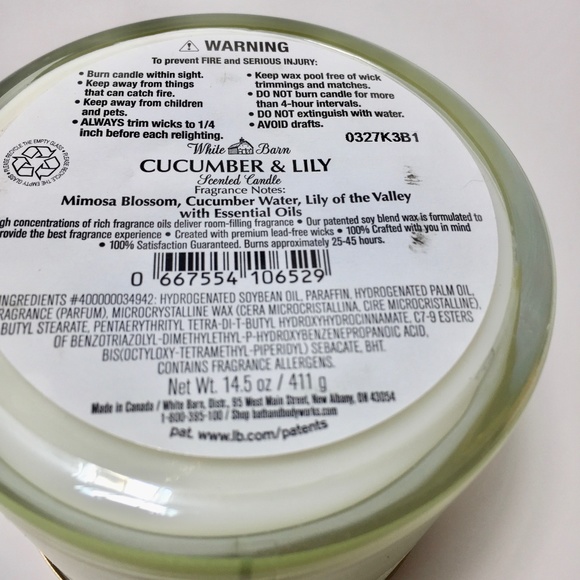 ⚠ WARNING
To prevent FIRE and SERIOUS INJURY:
• Burn candle within sight.
• Keep away from things
that can catch fire.
• Keep away from children
and pets.
• ALWAYS trim wicks to 1/4
inch before each relighting.
• Keep wax pool free of wick
trimmings and matches.
• DO NOT burn candle for more
than 4-hour intervals.
• DO NOT extinguish with water.
• AVOID drafts.
0327K3B1
PLEASE RECYCLE THE EMPTY GLASS
White Barn
CUCUMBER & LILY
Scented Candle
Fragrance Notes:
Mimosa Blossom, Cucumber Water, Lily of the Valley
with Essential Oils
concentrations of rich fragrance oils deliver room-filling fragrance • Our patented soy blend wax is formulated to
provide the best fragrance experience • Created with premium lead-free wicks • 100% Crafted with you in mind
• 100% Satisfaction Guaranteed. Burns approximately 25-45 hours.
0 667554 106529
INGREDIENTS #400000034942: HYDROGENATED SOYBEAN OIL, PARAFFIN, HYDROGENATED PALM OIL,
FRAGRANCE (PARFUM), MICROCRYSTALLINE WAX (CERA MICROCRISTALLINA, CIRE MICROCRISTALLINE),
BUTYL STEARATE, PENTAERYTHRITYL TETRA-DI-T-BUTYL HYDROXYHYDROCINNAMATE, C7-9 ESTERS
OF BENZOTRIAZOLYL-DIMETHYLETHYL-P-HYDROXYBENZENEPROPANOIC ACID,
BIS(OCTYLOXY-TETRAMETHYL-PIPERIDYL) SEBACATE, BHT.
CONTAINS FRAGRANCE ALLERGENS.
Net Wt. 14.5 oz / 411 g
Made in Canada / White Barn, Distr., 95 West Main Street, New Albany, OH 43054
1-800-395-100 / Shop bathandbodyworks.com
Pat. www.lb.com/patents